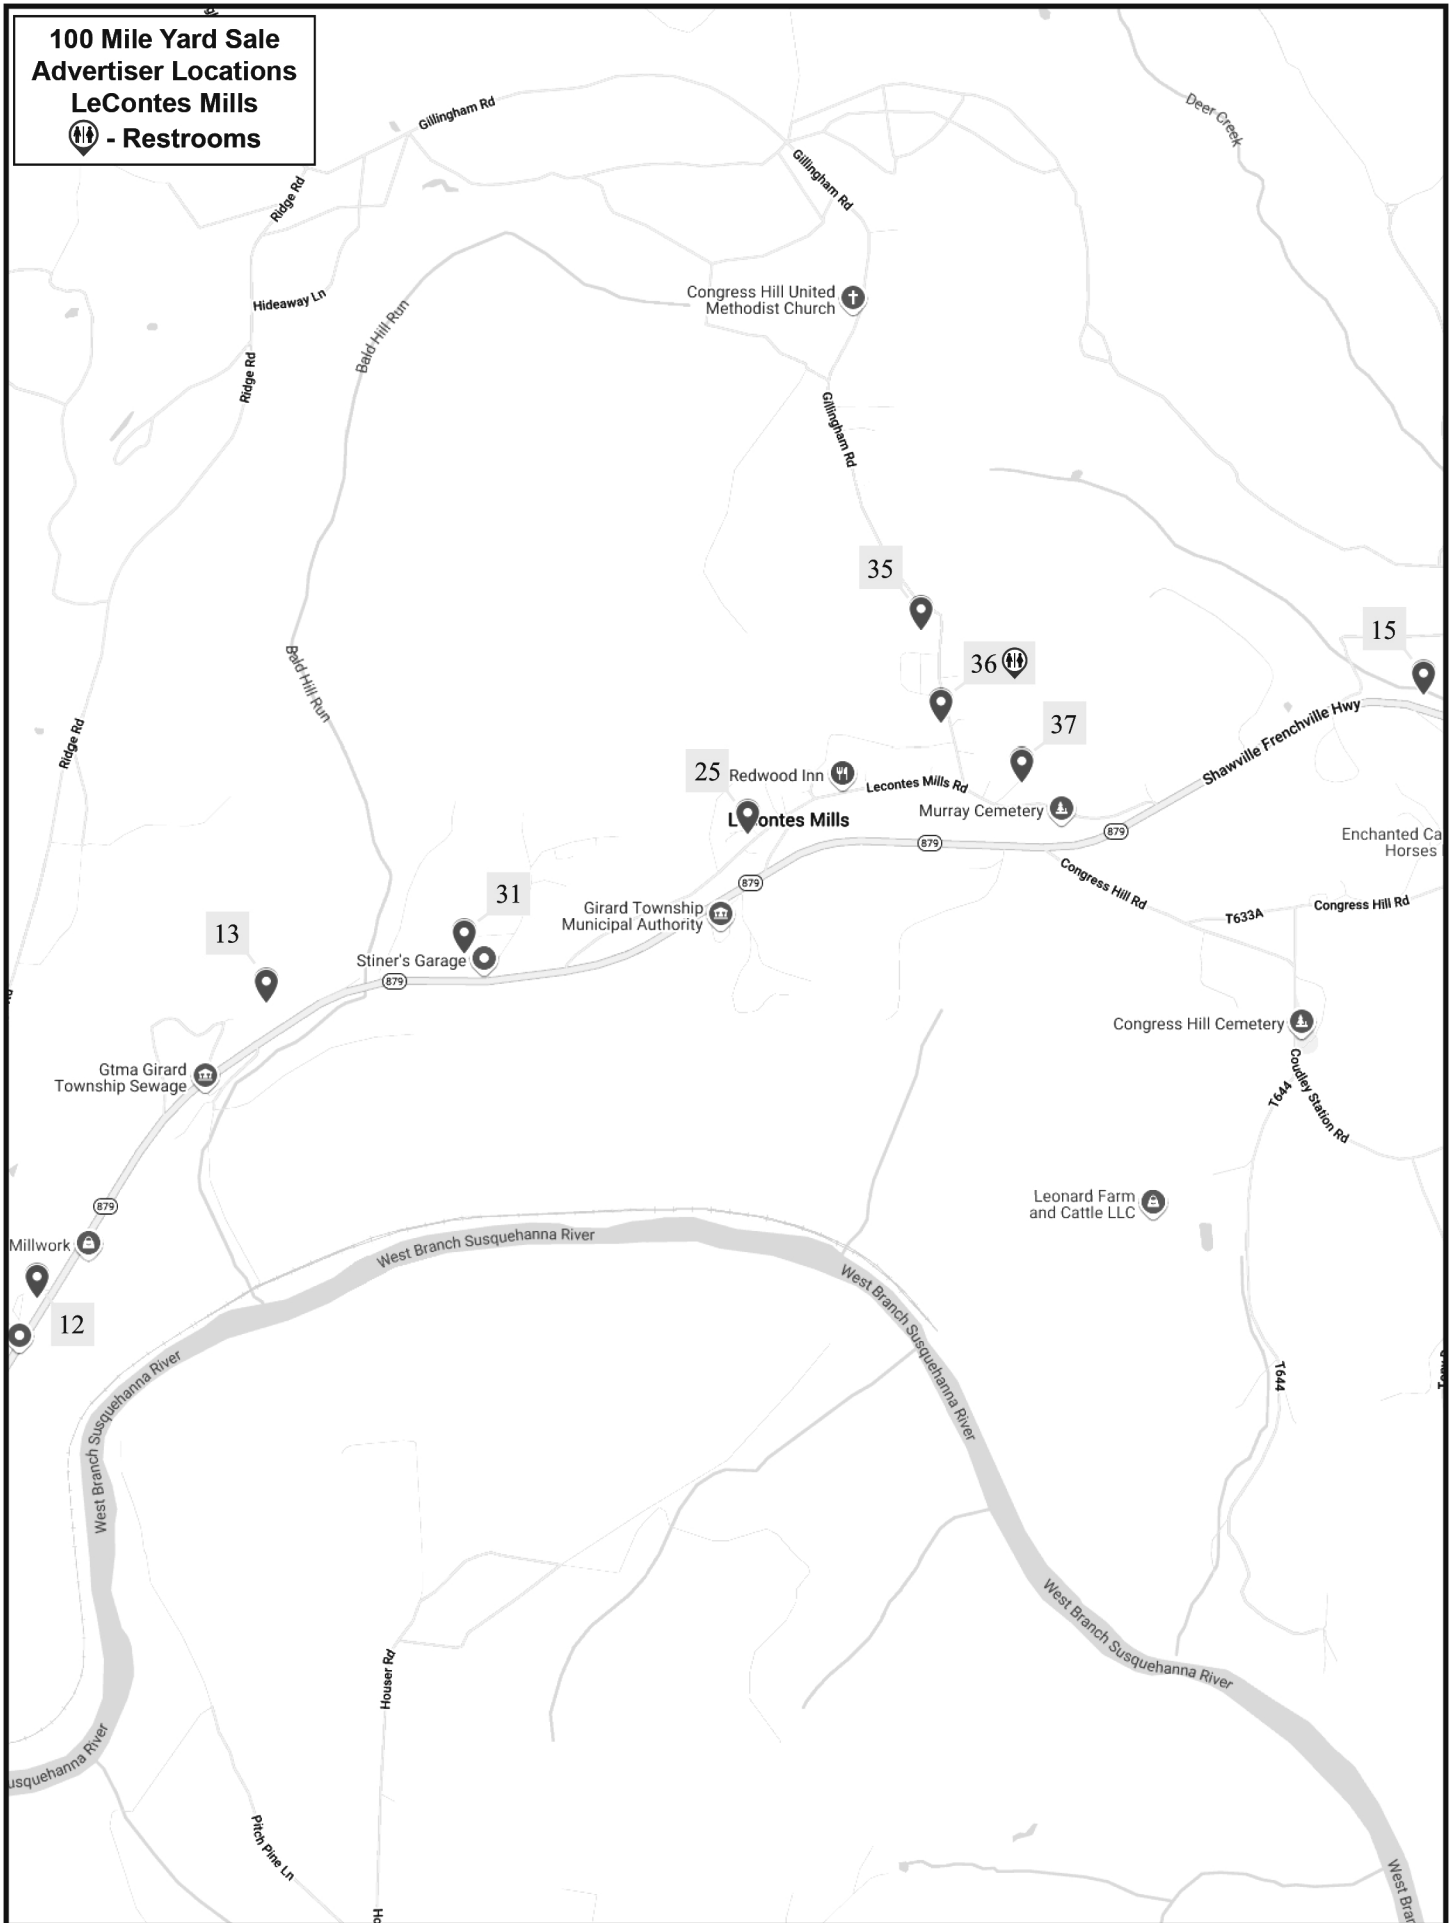 100 Mile Yard Sale
Advertiser Locations
LeContes Mills
- Restrooms
Gillingham Rd
Deer Creek
Ridge Rd
Gillingham Rd
Hideaway Ln
Congress Hill United
Methodist Church
Bald Hill Run
Ridge Rd
Gillingham Rd
35
15
36
Bald Hill Run
37
Ridge Rd
Shawville Frenchville Hwy
25
Redwood Inn
Lecontes Mills Rd
Murray Cemetery
Lecontes Mills
879
879
Enchanted Ca
Horses
879
Congress Hill Rd
31
Girard Township
Municipal Authority
T633A
Congress Hill Rd
13
Stiner's Garage
879
Congress Hill Cemetery
Gtma Girard
Township Sewage
T644
Coudley Station Rd
Leonard Farm
and Cattle LLC
879
Millwork
West Branch Susquehanna River
West Branch Susquehanna River
12
West Branch Susquehanna River
T644
West Branch Susquehanna River
Houser Rd
usquehanna River
Pitch Pine Ln
West Bran
Ho